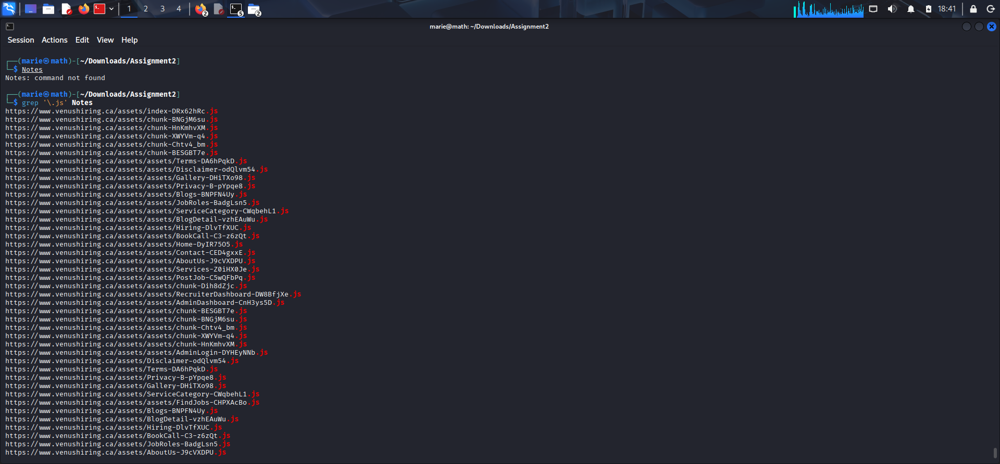 1 2 3 4 2 5 2 18:41
marie@math: ~/Downloads/Assignment2
Session Actions Edit View Help
┌──(marie㉿math)-[~/Downloads/Assignment2]
└─$ Notes
Notes: command not found
┌──(marie㉿math)-[~/Downloads/Assignment2]
└─$ grep '\.js' Notes
https://www.venushiring.ca/assets/index-DRx62hRc.js
https://www.venushiring.ca/assets/chunk-BNGjM6su.js
https://www.venushiring.ca/assets/chunk-HnKmhvXM.js
https://www.venushiring.ca/assets/chunk-XWYVm-q4.js
https://www.venushiring.ca/assets/chunk-Chtv4_bm.js
https://www.venushiring.ca/assets/chunk-BESGBT7e.js
https://www.venushiring.ca/assets/assets/Terms-DA6hPqkD.js
https://www.venushiring.ca/assets/assets/Disclaimer-odQlvm54.js
https://www.venushiring.ca/assets/assets/Gallery-DHiTXo98.js
https://www.venushiring.ca/assets/assets/Privacy-B-pYpqe8.js
https://www.venushiring.ca/assets/assets/Blogs-BNPFN4Uy.js
https://www.venushiring.ca/assets/assets/JobRoles-BadgLsn5.js
https://www.venushiring.ca/assets/assets/ServiceCategory-CWqbehL1.js
https://www.venushiring.ca/assets/assets/BlogDetail-vzhEAuWu.js
https://www.venushiring.ca/assets/assets/Hiring-DlvTfXUC.js
https://www.venushiring.ca/assets/assets/BookCall-C3-z6zQt.js
https://www.venushiring.ca/assets/assets/Home-DyIR75O5.js
https://www.venushiring.ca/assets/assets/Contact-CED4gxxE.js
https://www.venushiring.ca/assets/assets/AboutUs-J9cVXDPU.js
https://www.venushiring.ca/assets/assets/Services-Z0iHX0Je.js
https://www.venushiring.ca/assets/assets/PostJob-C5wQFbPq.js
https://www.venushiring.ca/assets/assets/chunk-Dih8dZjc.js
https://www.venushiring.ca/assets/assets/RecruiterDashboard-DW8BfjXe.js
https://www.venushiring.ca/assets/assets/AdminDashboard-CnH3ys5D.js
https://www.venushiring.ca/assets/assets/chunk-BESGBT7e.js
https://www.venushiring.ca/assets/assets/chunk-BNGjM6su.js
https://www.venushiring.ca/assets/assets/chunk-Chtv4_bm.js
https://www.venushiring.ca/assets/assets/chunk-XWYVm-q4.js
https://www.venushiring.ca/assets/assets/chunk-HnKmhvXM.js
https://www.venushiring.ca/assets/assets/AdminLogin-DYHEyNNb.js
https://www.venushiring.ca/assets/Disclaimer-odQlvm54.js
https://www.venushiring.ca/assets/Terms-DA6hPqkD.js
https://www.venushiring.ca/assets/Privacy-B-pYpqe8.js
https://www.venushiring.ca/assets/Gallery-DHiTXo98.js
https://www.venushiring.ca/assets/ServiceCategory-CWqbehL1.js
https://www.venushiring.ca/assets/assets/FindJobs-CHPXAcBo.js
https://www.venushiring.ca/assets/Blogs-BNPFN4Uy.js
https://www.venushiring.ca/assets/BlogDetail-vzhEAuWu.js
https://www.venushiring.ca/assets/Hiring-DlvTfXUC.js
https://www.venushiring.ca/assets/BookCall-C3-z6zQt.js
https://www.venushiring.ca/assets/JobRoles-BadgLsn5.js
https://www.venushiring.ca/assets/AboutUs-J9cVXDPU.js